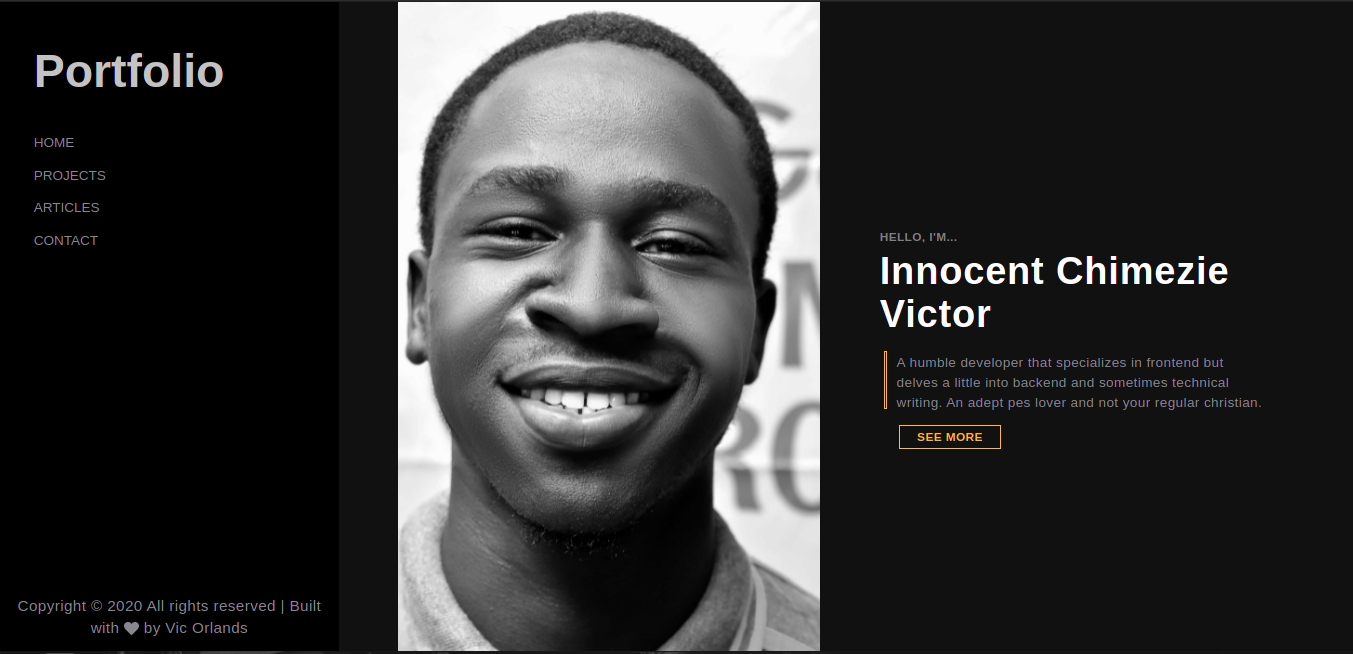 Portfolio
HOME
PROJECTS
ARTICLES
CONTACT
Copyright © 2020 All rights reserved | Built
with ♥ by Vic Orlands
HELLO, I'M...
Innocent Chimezie
Victor
A humble developer that specializes in frontend but
delves a little into backend and sometimes technical
writing. An adept pes lover and not your regular christian.
SEE MORE